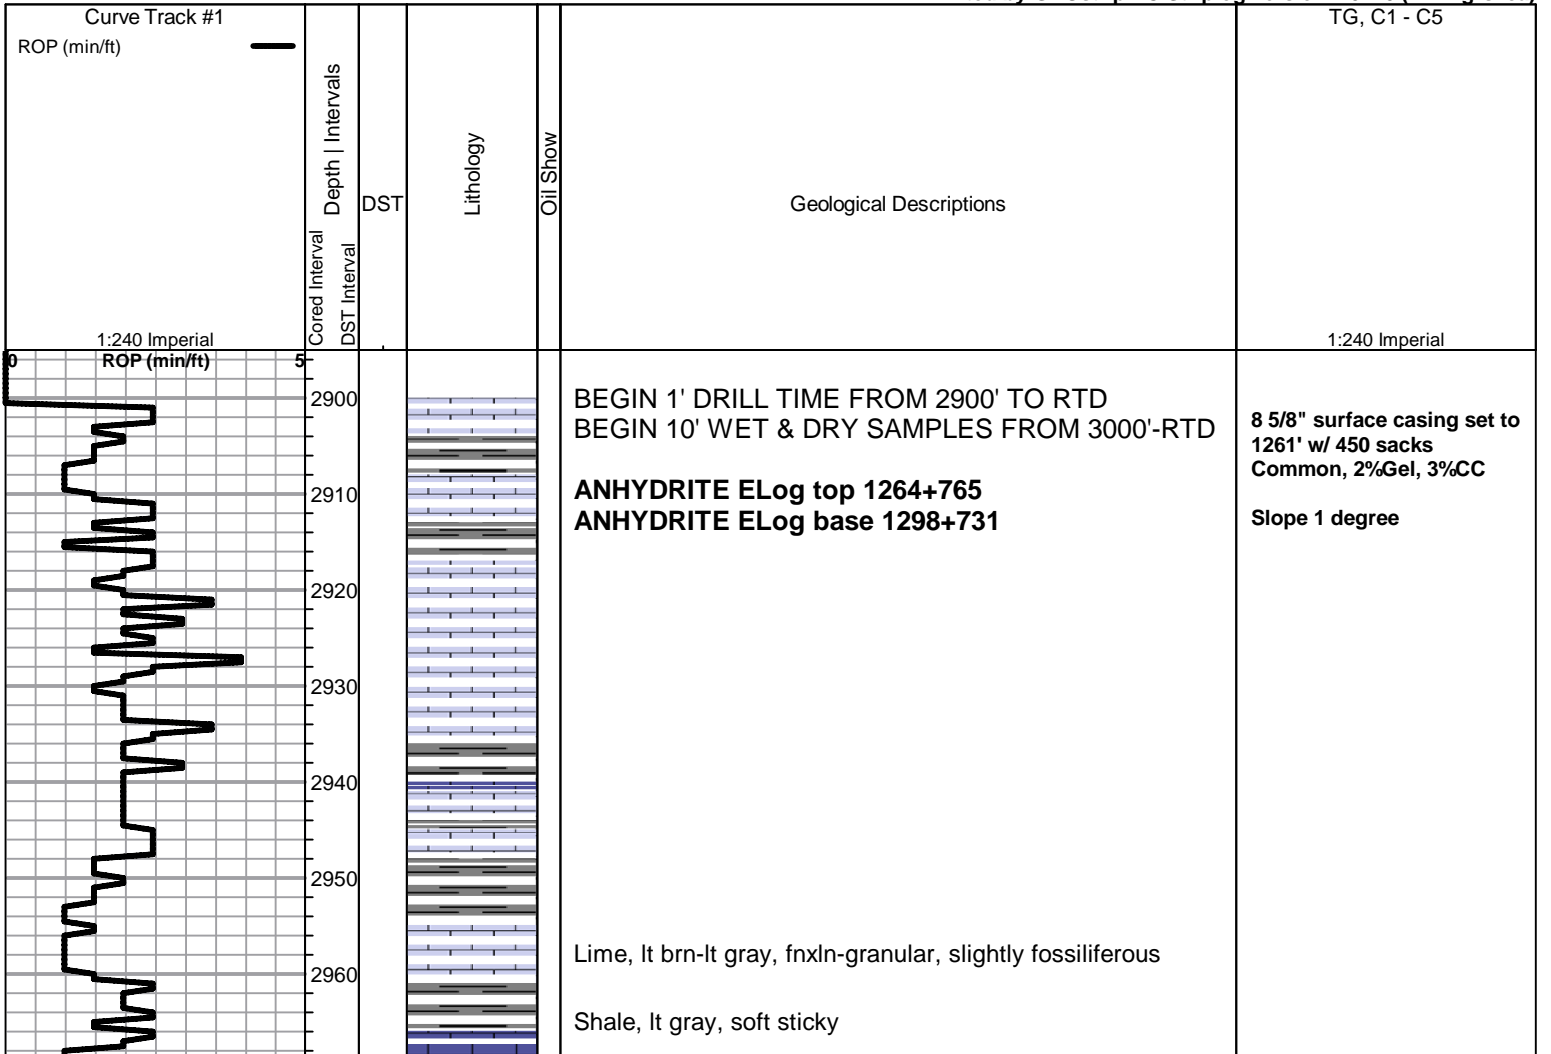 Curve Track #1
ROP (min/ft)
1:240 Imperial
Depth | Intervals
Cored Interval
DST Interval
DST
Lithology
Oil Show
Geological Descriptions
TG, C1 - C5
1:240 Imperial
0 ROP (min/ft) 5
2900
2910
2920
2930
2940
2950
2960
BEGIN 1' DRILL TIME FROM 2900' TO RTD
BEGIN 10' WET & DRY SAMPLES FROM 3000'-RTD
ANHYDRITE ELog top 1264+765
ANHYDRITE ELog base 1298+731
Lime, lt brn-lt gray, fnxln-granular, slightly fossiliferous
Shale, lt gray, soft sticky
8 5/8" surface casing set to
1261' w/ 450 sacks
Common, 2%Gel, 3%CC
Slope 1 degree